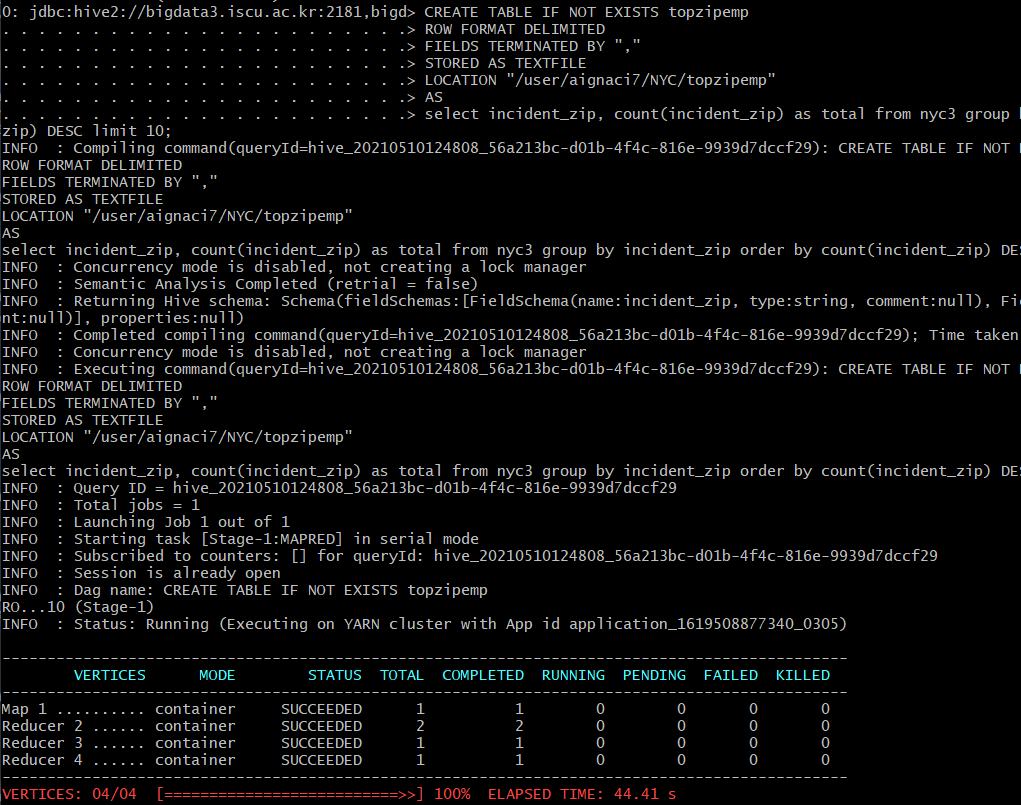 0: jdbc:hive2://bigdata3.iscu.ac.kr:2181,bigd> CREATE TABLE IF NOT EXISTS topzipemp
. . . . . . . . . . . . . . . . . . . . . . .> ROW FORMAT DELIMITED
. . . . . . . . . . . . . . . . . . . . . . .> FIELDS TERMINATED BY ","
. . . . . . . . . . . . . . . . . . . . . . .> STORED AS TEXTFILE
. . . . . . . . . . . . . . . . . . . . . . .> LOCATION "/user/aignaci7/NYC/topzipemp"
. . . . . . . . . . . . . . . . . . . . . . .> AS
. . . . . . . . . . . . . . . . . . . . . . .> select incident_zip, count(incident_zip) as total from nyc3 group
zip) DESC limit 10;
INFO  : Compiling command(queryId=hive_20210510124808_56a213bc-d01b-4f4c-816e-9939d7dccf29): CREATE TABLE IF NOT
ROW FORMAT DELIMITED
FIELDS TERMINATED BY ","
STORED AS TEXTFILE
LOCATION "/user/aignaci7/NYC/topzipemp"
AS
select incident_zip, count(incident_zip) as total from nyc3 group by incident_zip order by count(incident_zip) DES
INFO  : Concurrency mode is disabled, not creating a lock manager
INFO  : Semantic Analysis Completed (retrial = false)
INFO  : Returning Hive schema: Schema(fieldSchemas:[FieldSchema(name:incident_zip, type:string, comment:null), Fie
nt:null)], properties:null)
INFO  : Completed compiling command(queryId=hive_20210510124808_56a213bc-d01b-4f4c-816e-9939d7dccf29); Time taken
INFO  : Concurrency mode is disabled, not creating a lock manager
INFO  : Executing command(queryId=hive_20210510124808_56a213bc-d01b-4f4c-816e-9939d7dccf29): CREATE TABLE IF NOT
ROW FORMAT DELIMITED
FIELDS TERMINATED BY ","
STORED AS TEXTFILE
LOCATION "/user/aignaci7/NYC/topzipemp"
AS
select incident_zip, count(incident_zip) as total from nyc3 group by incident_zip order by count(incident_zip) DES
INFO  : Query ID = hive_20210510124808_56a213bc-d01b-4f4c-816e-9939d7dccf29
INFO  : Total jobs = 1
INFO  : Launching Job 1 out of 1
INFO  : Starting task [Stage-1:MAPRED] in serial mode
INFO  : Subscribed to counters: [] for queryId: hive_20210510124808_56a213bc-d01b-4f4c-816e-9939d7dccf29
INFO  : Session is already open
INFO  : Dag name: CREATE TABLE IF NOT EXISTS topzipemp
RO...10 (Stage-1)
INFO  : Status: Running (Executing on YARN cluster with App id application_1619508877340_0305)
----------------------------------------------------------------------------------------------
VERTICES MODE STATUS TOTAL COMPLETED RUNNING PENDING FAILED KILLED
----------------------------------------------------------------------------------------------
Map 1 .......... container SUCCEEDED 1 1 0 0 0 0
Reducer 2 ...... container SUCCEEDED 2 2 0 0 0 0
Reducer 3 ...... container SUCCEEDED 1 1 0 0 0 0
Reducer 4 ...... container SUCCEEDED 1 1 0 0 0 0
----------------------------------------------------------------------------------------------
VERTICES: 04/04 [==========================>>] 100% ELAPSED TIME: 44.41 s